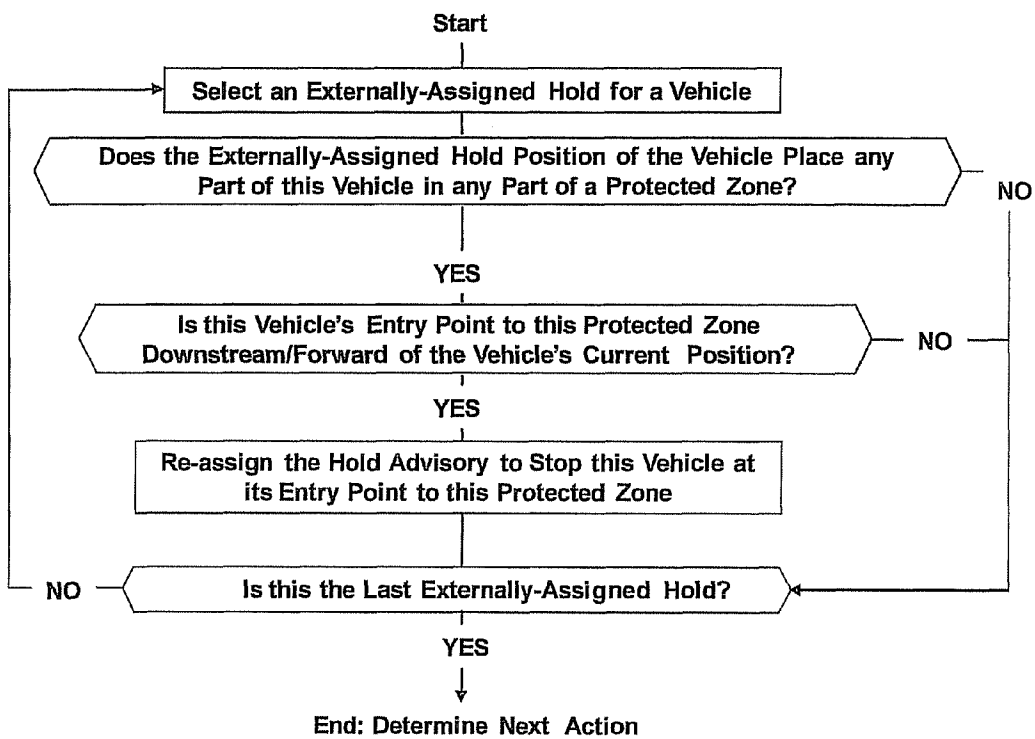 Start
Select an Externally-Assigned Hold for a Vehicle
Does the Externally-Assigned Hold Position of the Vehicle Place any
Part of this Vehicle in any Part of a Protected Zone?
NO
YES
Is this Vehicle's Entry Point to this Protected Zone
Downstream/Forward of the Vehicle's Current Position?
NO
YES
Re-assign the Hold Advisory to Stop this Vehicle at
its Entry Point to this Protected Zone
NO
Is this the Last Externally-Assigned Hold?
YES
End: Determine Next Action